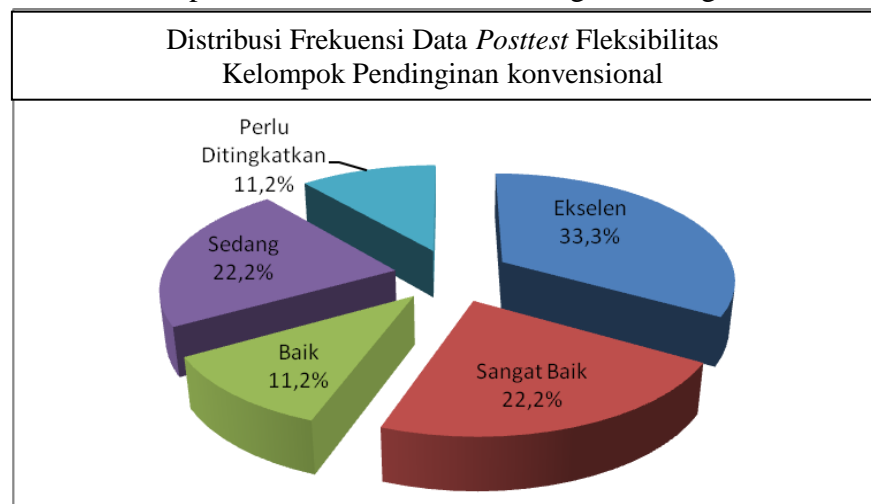 Distribusi Frekuensi Data Posttest Fleksibilitas
Kelompok Pendinginan konvensional
Perlu
Ditingkatkan
11,2%
Ekselen
33,3%
Sedang
22,2%
Baik
11,2%
Sangat Baik
22,2%